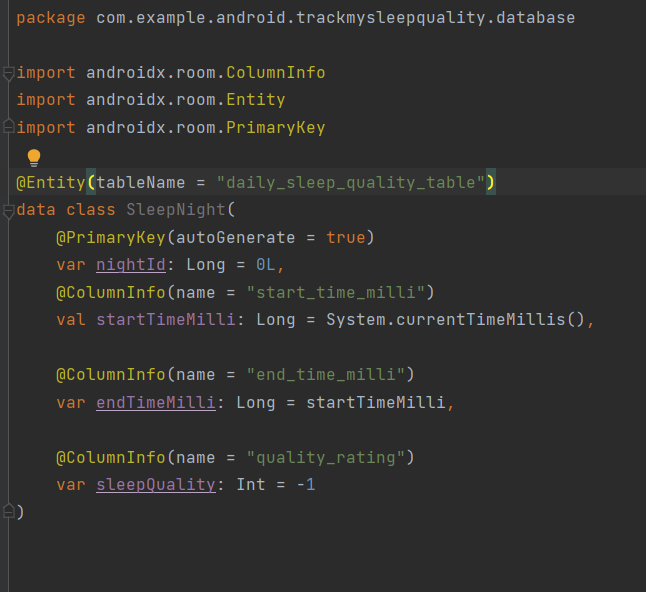 package com.example.android.trackmysleepquality.database
import androidx.room.ColumnInfo
import androidx.room.Entity
import androidx.room.PrimaryKey
@Entity(tableName = "daily_sleep_quality_table")
data class SleepNight(
@PrimaryKey(autoGenerate = true)
var nightId: Long = 0L,
@ColumnInfo(name = "start_time_milli")
val startTimeMilli: Long = System.currentTimeMillis(),
@ColumnInfo(name = "end_time_milli")
var endTimeMilli: Long = startTimeMilli,
@ColumnInfo(name = "quality_rating")
var sleepQuality: Int = -1
)